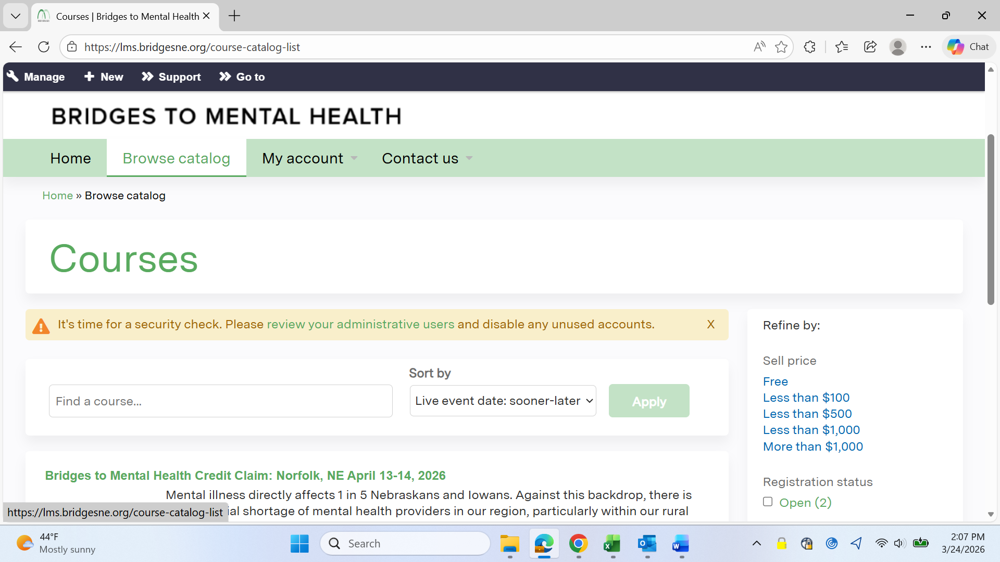 Courses | Bridges to Mental Health
https://lms.bridgesne.org/course-catalog-list
Chat
Manage
New
Support
Go to
BRIDGES TO MENTAL HEALTH
Home
Browse catalog
My account
Contact us
Home » Browse catalog
Courses
It's time for a security check. Please review your administrative users and disable any unused accounts.
X
Sort by
Find a course...
Live event date: sooner-later
Apply
Bridges to Mental Health Credit Claim: Norfolk, NE April 13-14, 2026
Mental illness directly affects 1 in 5 Nebraskans and Iowans. Against this backdrop, there is
shortage of mental health providers in our region, particularly within our rural
Refine by:
Sell price
Free
Less than $100
Less than $500
Less than $1,000
More than $1,000
Registration status
Open (2)
https://lms.bridgesne.org/course-catalog-list
44°F
Mostly sunny
Search
2:07 PM
3/24/2026